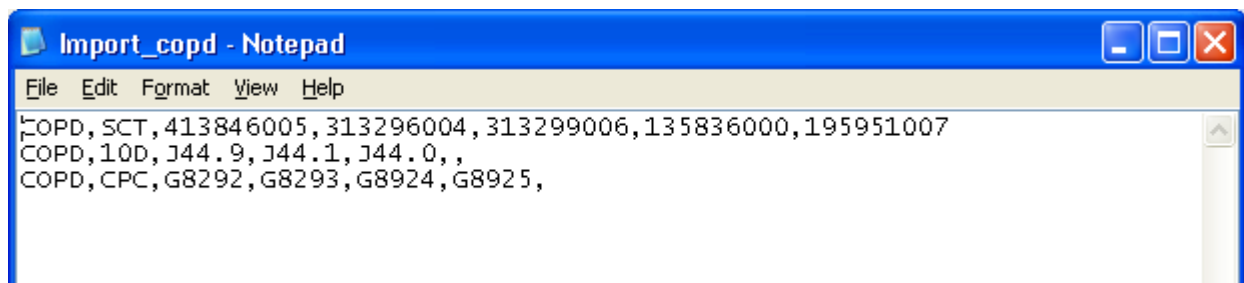 Import_copd - Notepad
File Edit Format View Help
COPD,SCT,413846005,313296004,313299006,135836000,195951007
COPD,10D,J44.9,J44.1,J44.0,,
COPD,CPC,G8292,G8293,G8924,G8925,